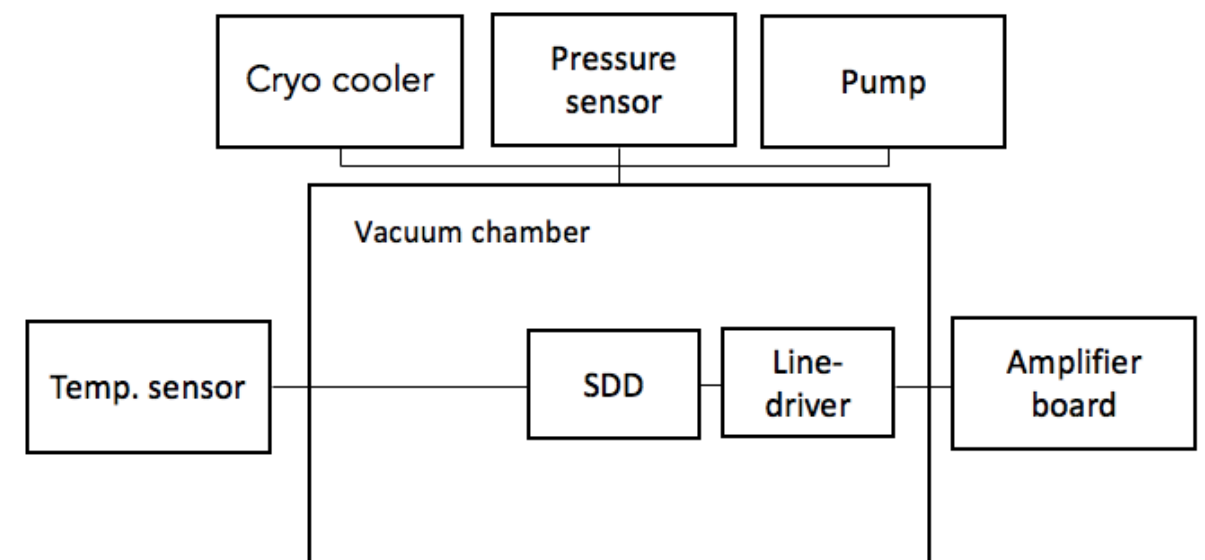 Cryo cooler
Pressure
sensor
Pump
Vacuum chamber
Temp. sensor
SDD
Line-
driver
Amplifier
board